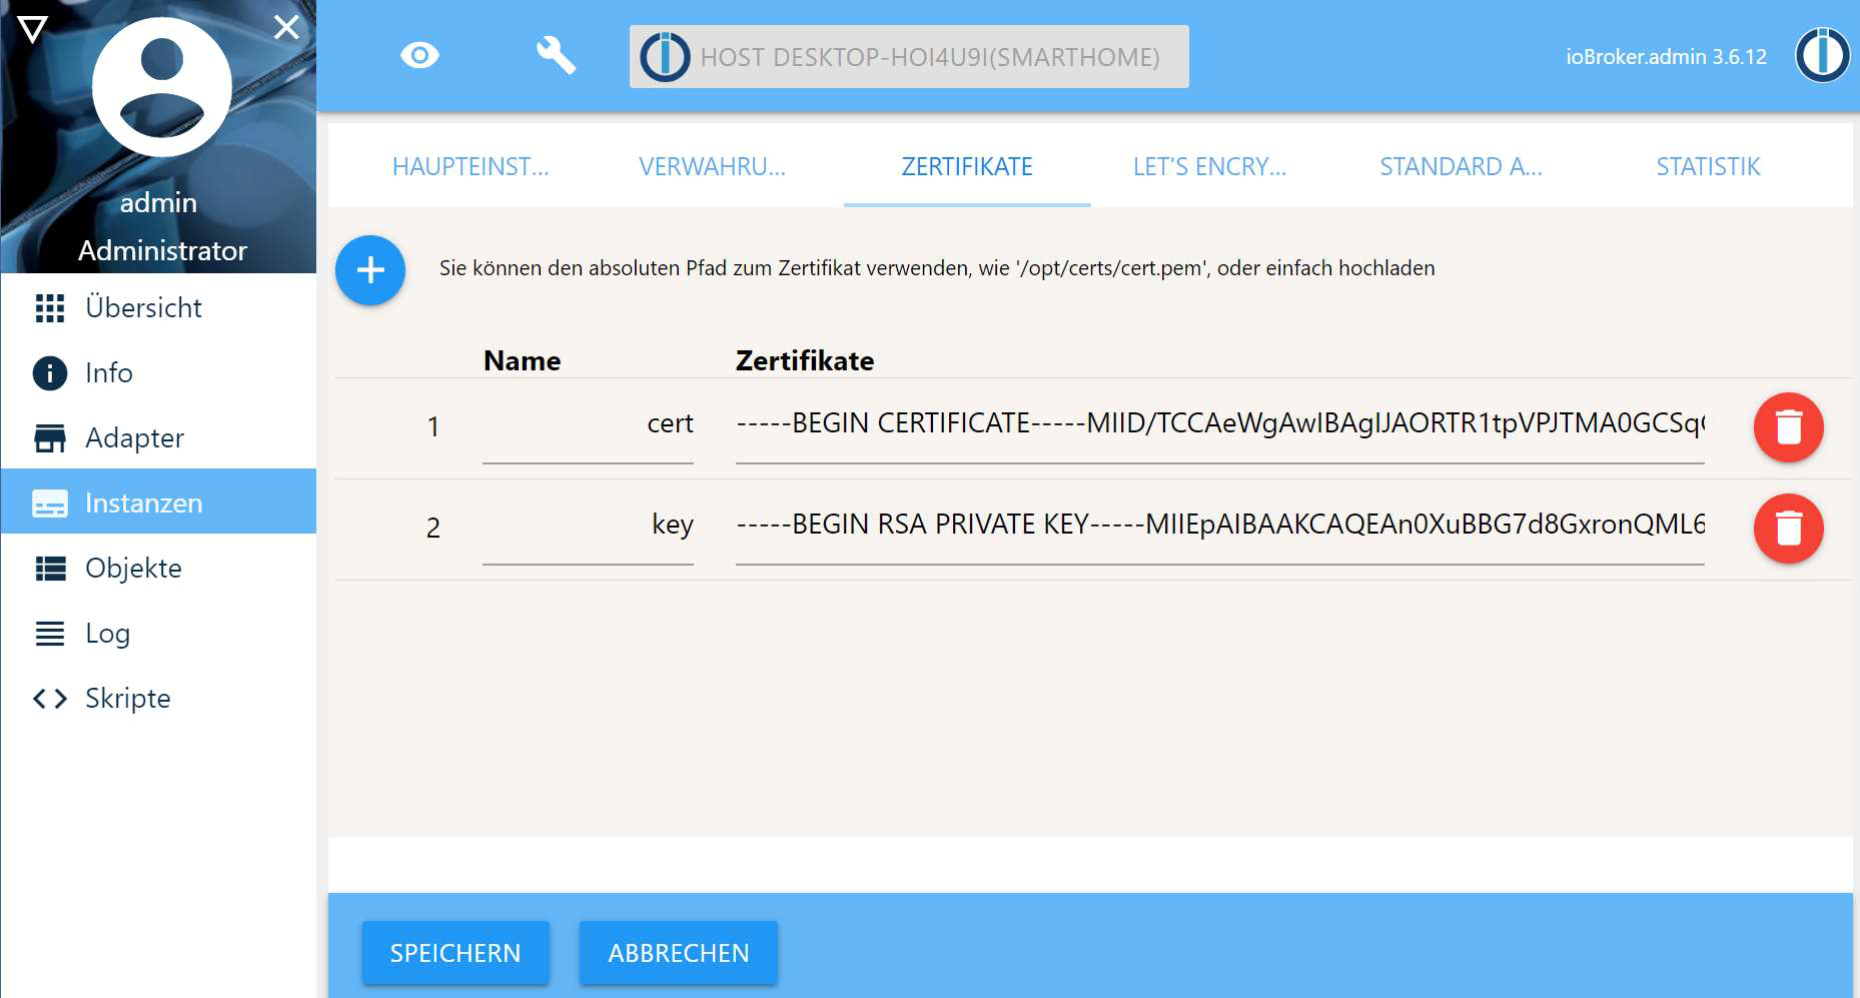 HOST DESKTOP-HOI4U9I(SMARTHOME)
ioBroker.admin 3.6.12
admin
Administrator
Übersicht
Info
Adapter
Instanzen
Objekte
Log
Skripte
HAUPTEINST...
VERWAHRU...
ZERTIFIKATE
LET'S ENCRY...
STANDARD A...
STATISTIK
Sie können den absoluten Pfad zum Zertifikat verwenden, wie '/opt/certs/cert.pem', oder einfach hochladen
Name Zertifikate
1 cert -----BEGIN CERTIFICATE-----MIID/TCCAeWgAwIBAgIJAORTR1tpVPJTMA0GCSq
2 key -----BEGIN RSA PRIVATE KEY-----MIIEpAIBAAKCAQEAn0XuBBG7d8GxronQML6
SPEICHERN
ABBRECHEN